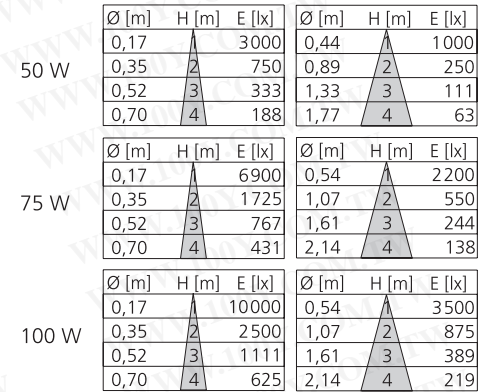 Ø [m] H [m] E [lx] Ø [m] H [m] E [lx]
0,17 1 3000 0,44 1 1000
50 W 0,35 2 750 0,89 2 250
0,52 3 333 1,33 3 111
0,70 4 188 1,77 4 63
Ø [m] H [m] E [lx] Ø [m] H [m] E [lx]
0,17 1 6900 0,54 1 2200
75 W 0,35 2 1725 1,07 2 550
0,52 3 767 1,61 3 244
0,70 4 431 2,14 4 138
Ø [m] H [m] E [lx] Ø [m] H [m] E [lx]
0,17 1 10000 0,54 1 3500
100 W 0,35 2 2500 1,07 2 875
0,52 3 1111 1,61 3 389
0,70 4 625 2,14 4 219
WWW.100Y.COM.TW